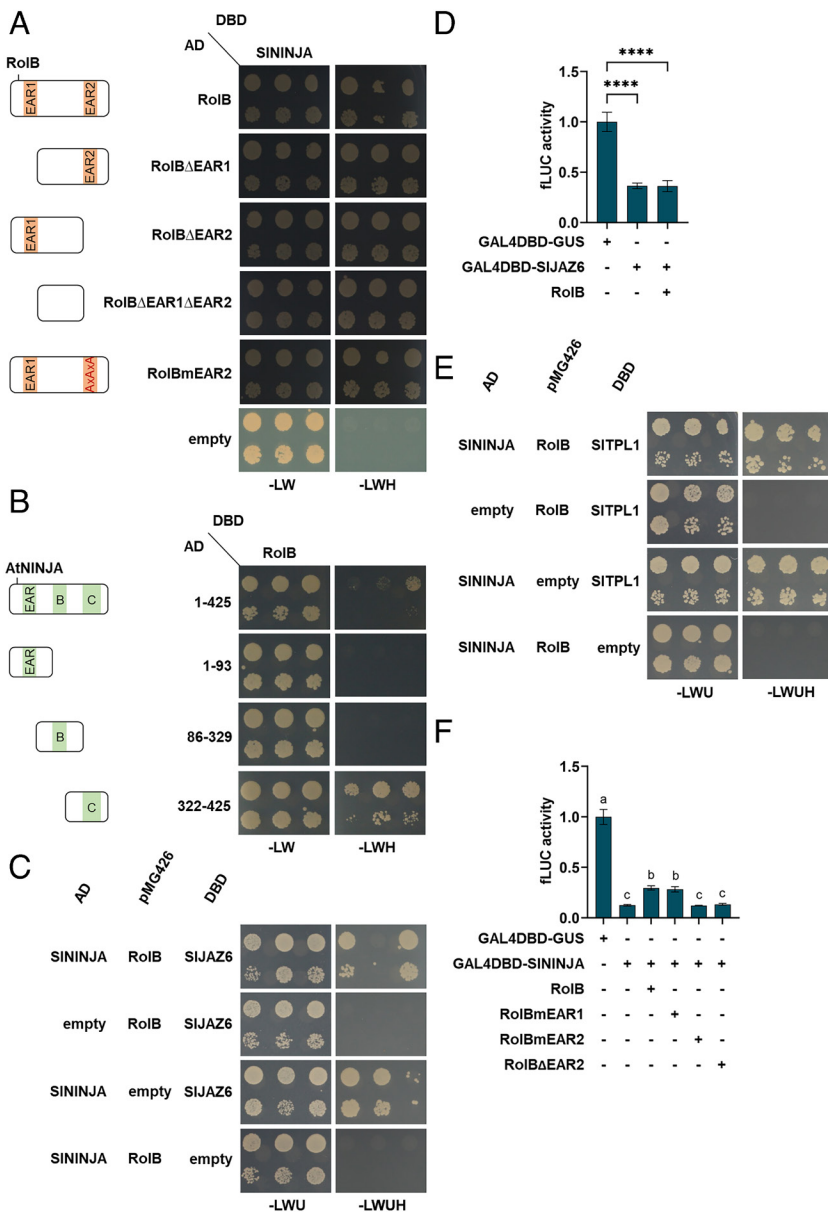 A
DBD
AD
SlNINJA
RolB
EAR1
EAR2
RolB
EAR2
RolBΔEAR1
EAR1
RolBΔEAR2
RolBΔEAR1ΔEAR2
EAR1
AxAxA
RolBmEAR2
empty
-LW
-LWH
B
DBD
AD
RolB
AtNINJA
EAR
B
C
1-425
EAR
1-93
B
86-329
C
322-425
-LW
-LWH
C
AD
pMG426
DBD
SlNINJA RolB SlJAZ6
empty RolB SlJAZ6
SlNINJA empty SlJAZ6
SlNINJA RolB empty
-LWU
-LWUH
D
****
****
1.5
1.0
0.5
0.0
fLUC activity
GAL4DBD-GUS + - -
GAL4DBD-SlJAZ6 - + +
RolB - - +
E
AD
pMG426
DBD
SlNINJA RolB SlTPL1
empty RolB SlTPL1
SlNINJA empty SlTPL1
SlNINJA RolB empty
-LWU
-LWUH
F
1.5
1.0
0.5
0.0
fLUC activity
a c b b c c
GAL4DBD-GUS + - - - - -
GAL4DBD-SlNINJA - + + + + +
RolB - - + - - -
RolBmEAR1 - - - + - -
RolBmEAR2 - - - - + -
RolBΔEAR2 - - - - - +